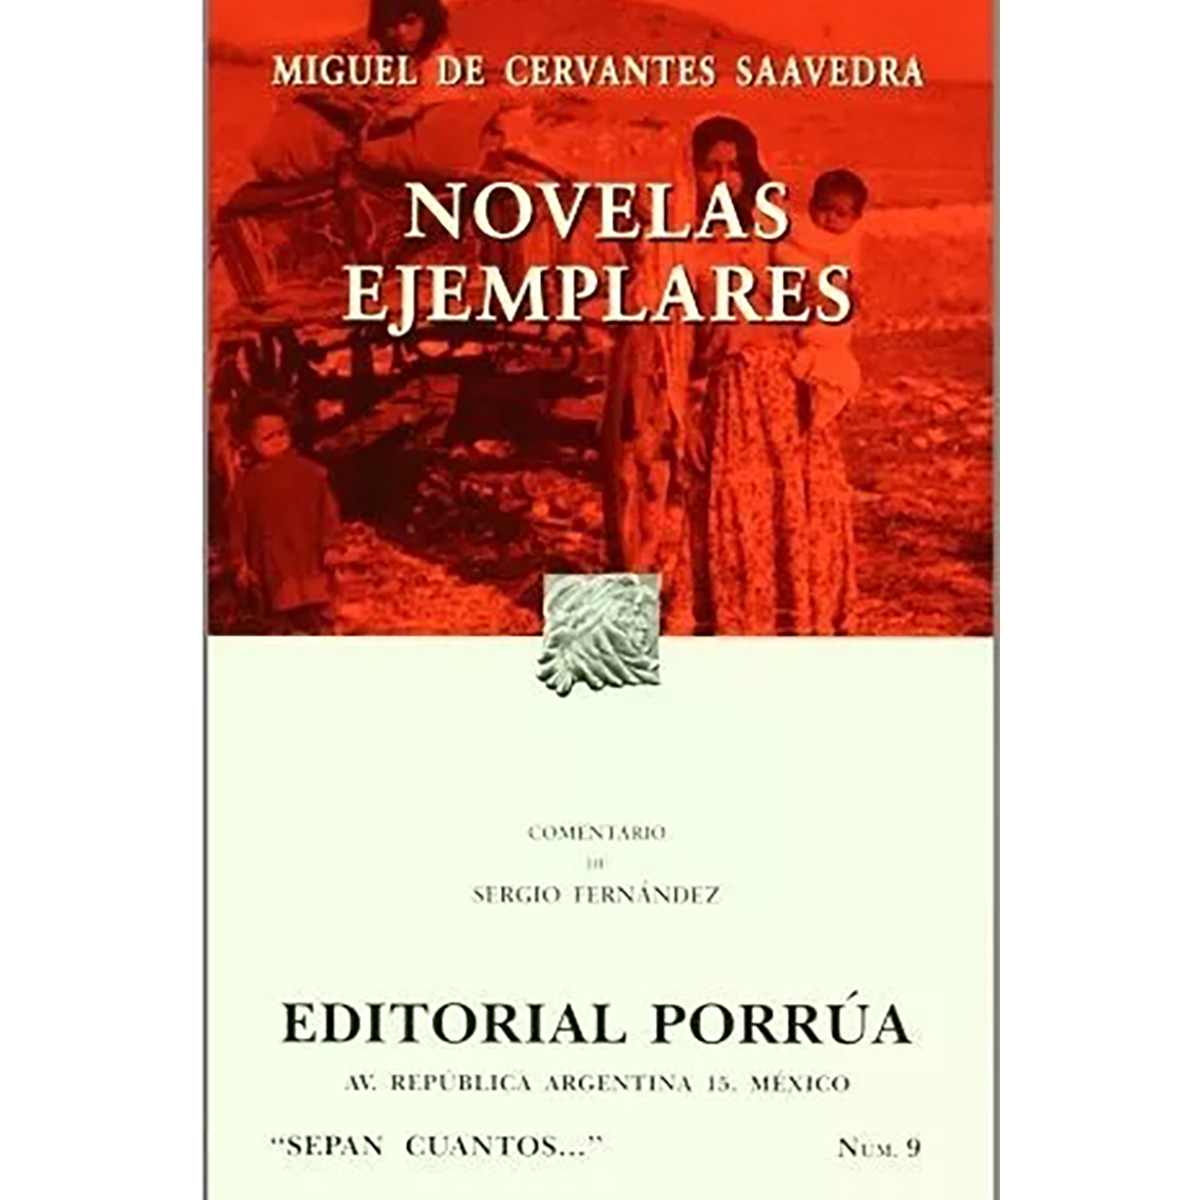 MIGUEL DE CERVANTES SAAVEDRA
NOVELAS
EJEMPLARES
COMENTARIO
DE
SERGIO FERNÁNDEZ
EDITORIAL PORRÚA
AV. REPÚBLICA ARGENTINA 15. MÉXICO
“SEPAN CUANTOS...” NÚM. 9